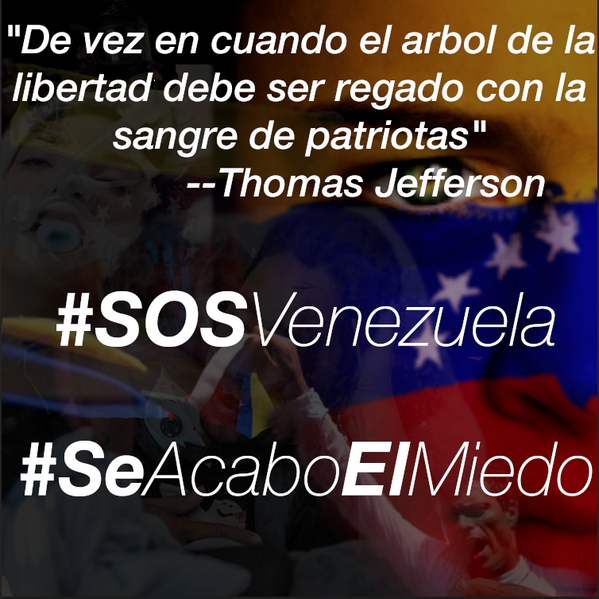 "De vez en cuando el arbol de la
libertad debe ser regado con la
sangre de patriotas"
--Thomas Jefferson
#SOSVenezuela
#SeAcaboElMiedo